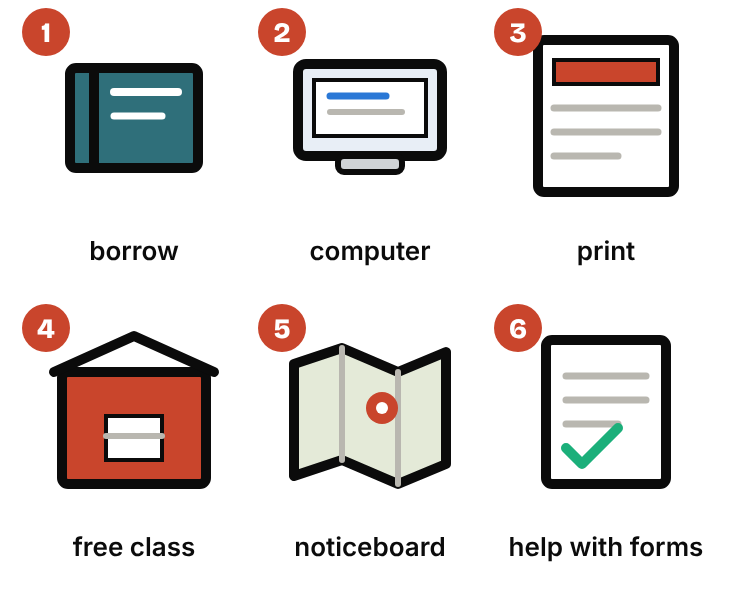 1
borrow
2
computer
3
print
4
free class
5
noticeboard
6
help with forms